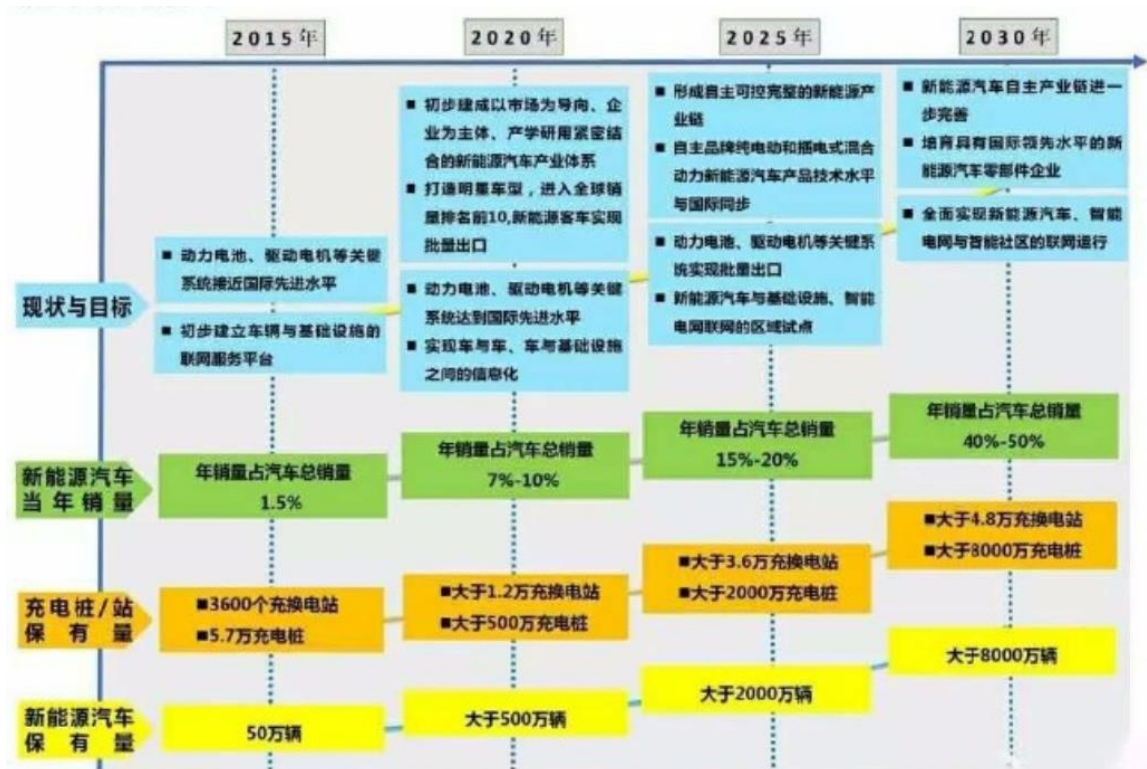 2015年
2020年
2025年
2030年
现状与目标
■ 动力电池、驱动电机等关键
系统接近国际先进水平
■ 初步建立车辆与基础设施的
联网服务平台
■ 初步建成以市场为导向、企
业为主体、产学研用紧密结
合的新能源汽车产业体系
■ 打造明星车型，进入全球销
量排名前10,新能源客车实现
批量出口
■ 动力电池、驱动电机等关键
系统达到国际先进水平
■ 实现车与车、车与基础设施
之间的信息化
■ 形成自主可控完整的新能源产
业链
■ 自主品牌纯电动和插电式混合
动力新能源汽车产品技术水平
与国际同步
■ 动力电池、驱动电机等关键系
统实现批量出口
■ 新能源汽车与基础设施、智能
电网联网的区域试点
■ 新能源汽车自主产业链进一
步完善
■ 培育具有国际领先水平的新
能源汽车零部件企业
■ 全面实现新能源汽车、智能
电网与智能社区的联网运行
新能源汽车
当年销量
年销量占汽车总销量
1.5%
年销量占汽车总销量
7%-10%
年销量占汽车总销量
15%-20%
年销量占汽车总销量
40%-50%
充电桩/站
保有量
■3600个充换电站
■5.7万充电桩
■大于1.2万充换电站
■大于500万充电桩
■大于3.6万充换电站
■大于2000万充电桩
■大于4.8万充换电站
■大于8000万充电桩
新能源汽车
保有量
50万辆
大于500万辆
大于2000万辆
大于8000万辆